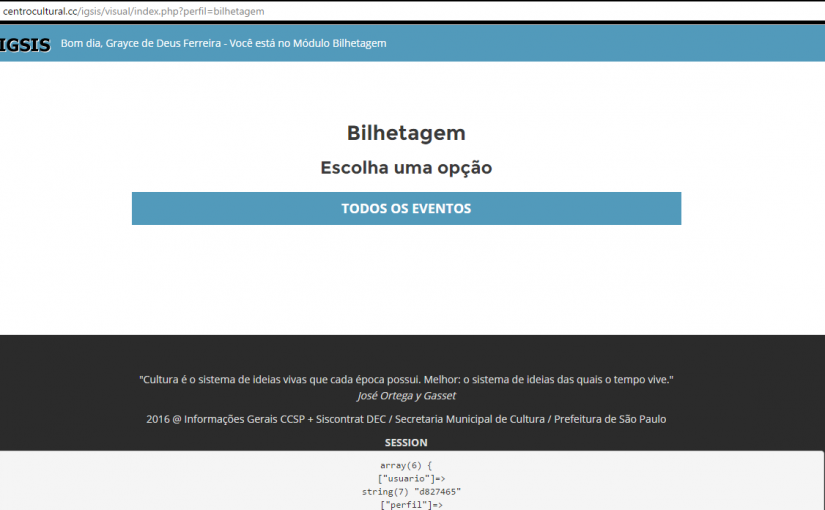 centrocultural.cc/igsis/visual/index.php?perfil=bilhetagem
IGSIS Bom dia, Grayce de Deus Ferreira - Você está no Módulo Bilhetagem
Bilhetagem
Escolha uma opção
TODOS OS EVENTOS
"Cultura é o sistema de ideias vivas que cada época possui. Melhor: o sistema de ideias das quais o tempo vive."
José Ortega y Gasset
2016 @ Informações Gerais CCSP + Siscontrat DEC / Secretaria Municipal de Cultura / Prefeitura de São Paulo
SESSION
array(6) {
["usuario"]=>
string(7) "d827465"
["perfil"]=>